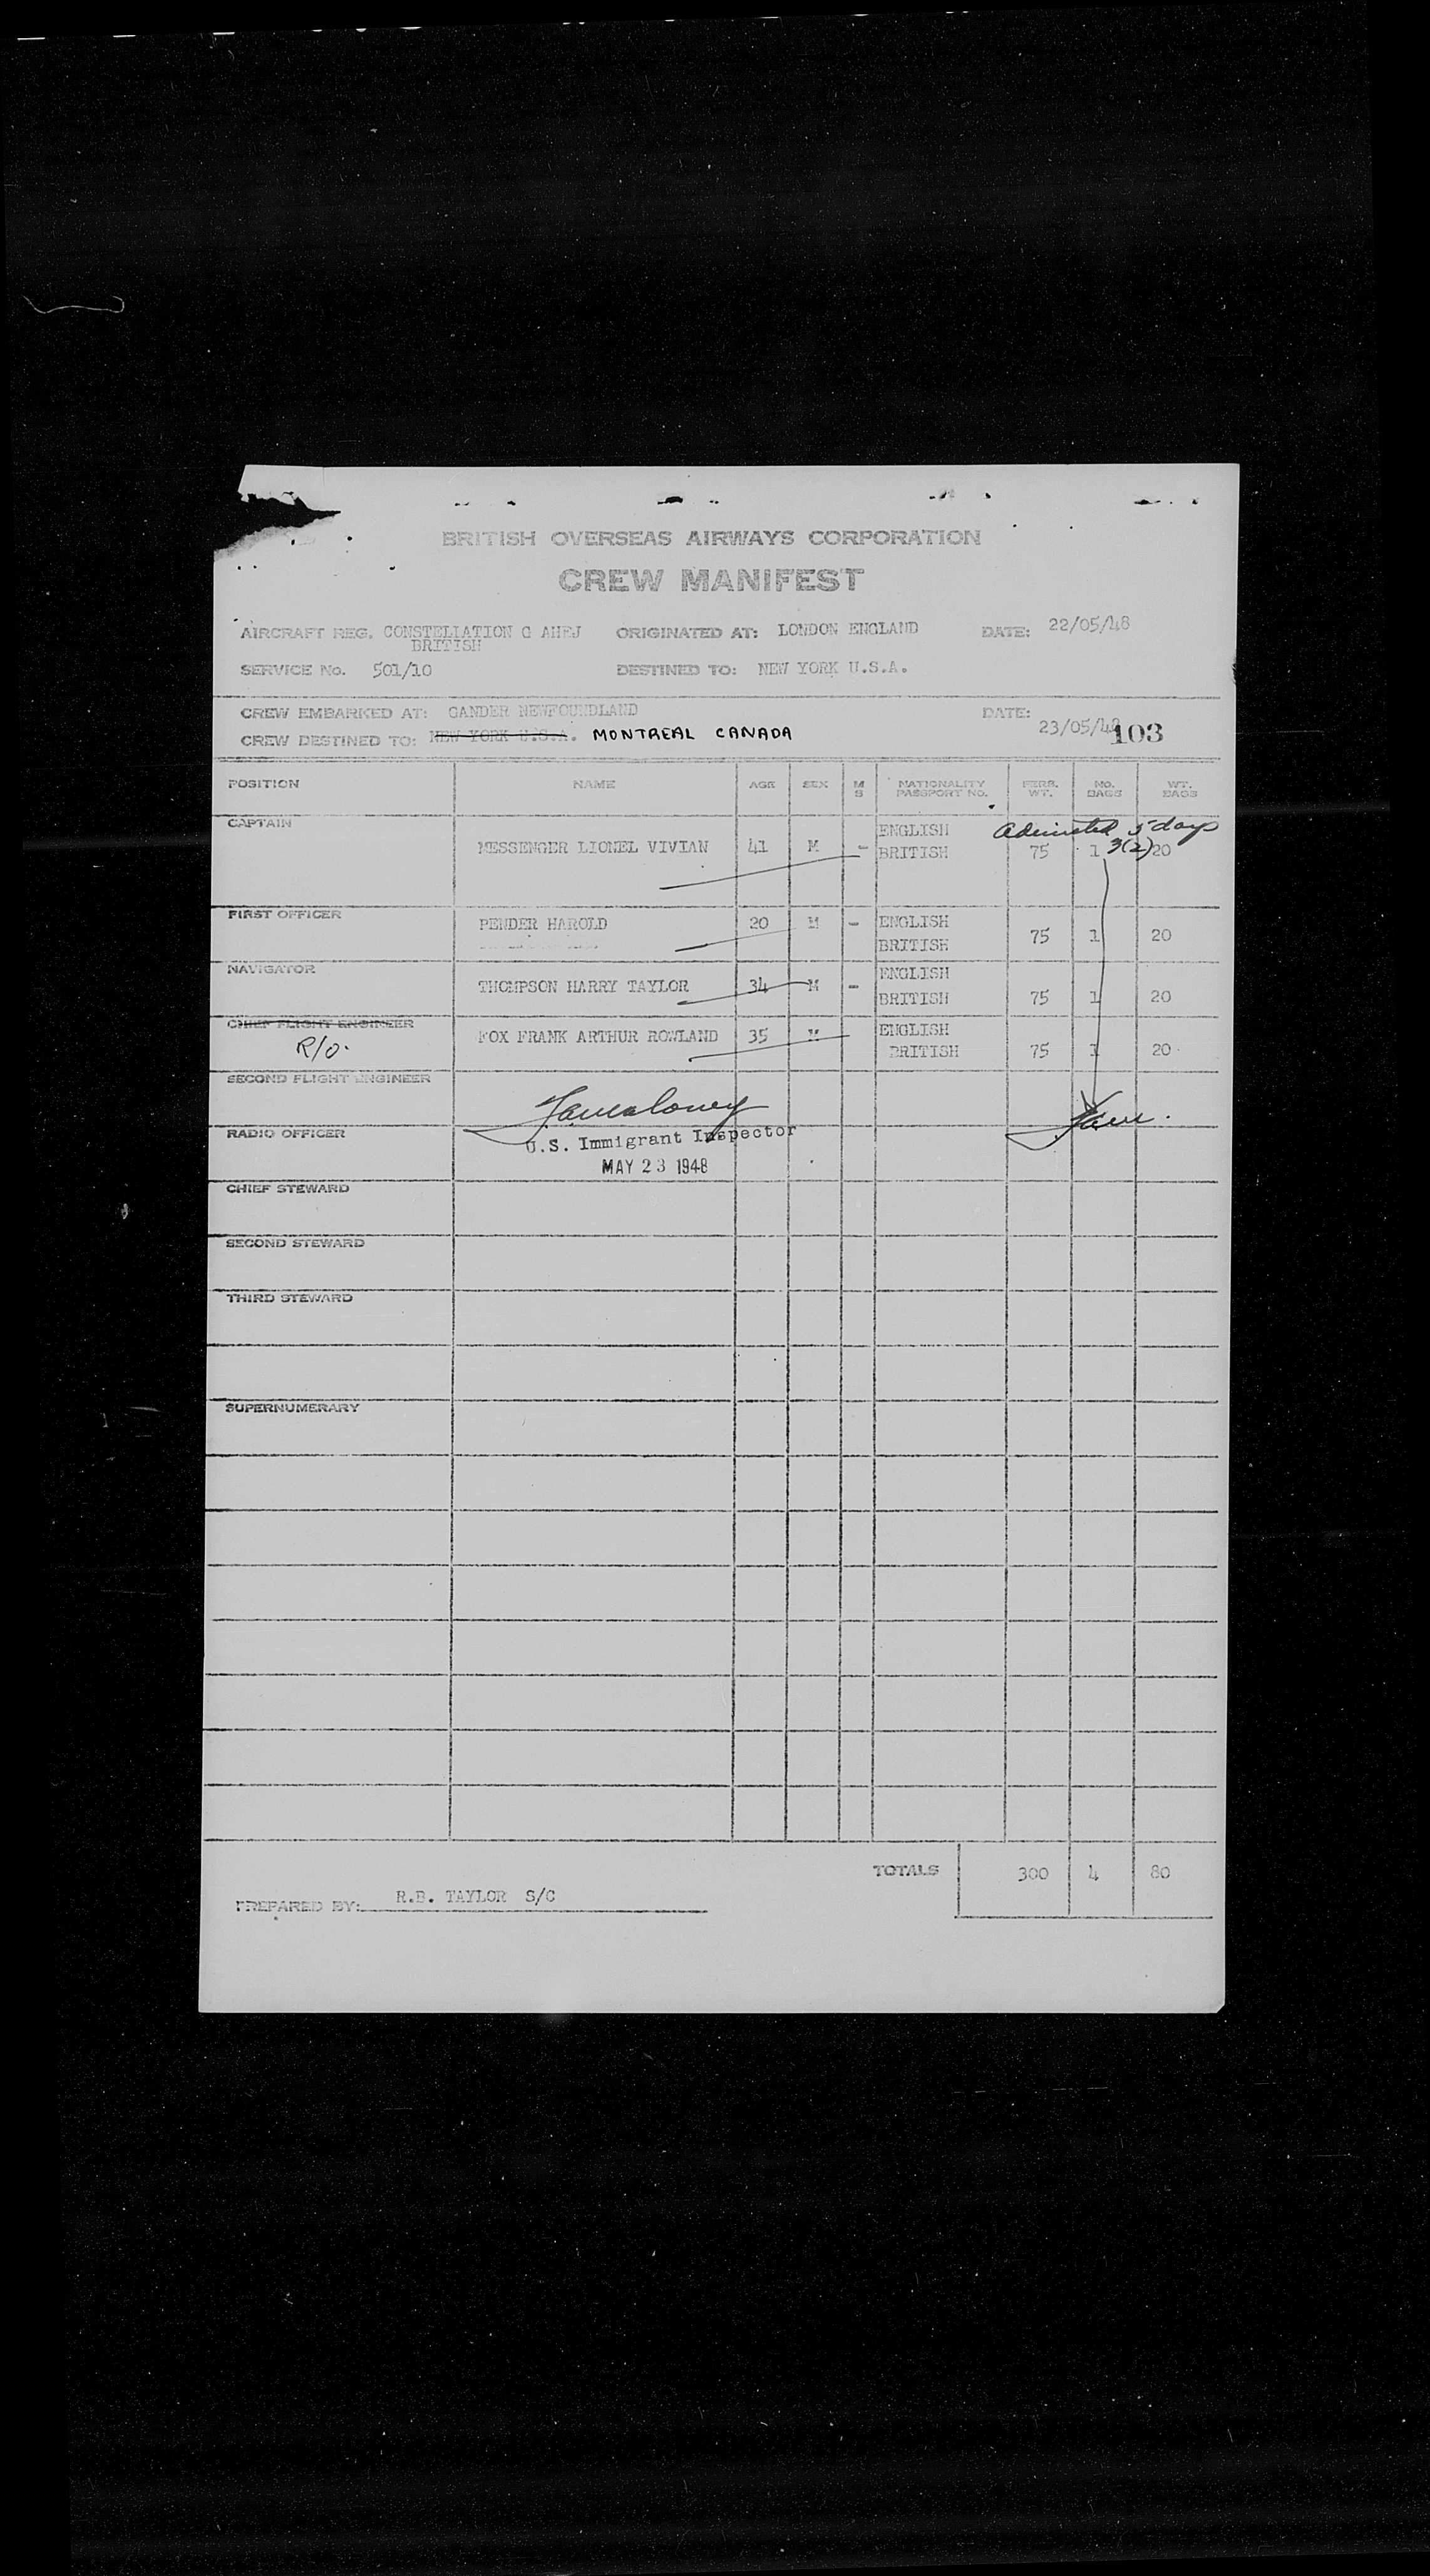 BRITISH OVERSEAS AIRWAYS CORPORATION
CREW MANIFEST
AIRCRAFT REG. CONSTELLATION G AHEJ ORIGINATED AT: LONDON ENGLAND DATE: 22/05/48
BRITISH
SERVICE No. 501/10 DESTINED TO: NEW YORK U.S.A.
CREW EMBARKED AT: GANDER NEWFOUNDLAND DATE:
CREW DESTINED TO: NEW YORK U.S.A. MONTREAL CANADA 23/05/48 103
POSITION NAME AGE SEX M S NATIONALITY PASSPORT NO. PERS. WT. NO. BAGS WT. BAGS
CAPTAIN ENGLISH Admitted 5 days
MESSENGER LIONEL VIVIAN 41 M - BRITISH 75 1 3(2) 20
FIRST OFFICER PENDER HAROLD 20 M - ENGLISH
BRITISH 75 1 20
NAVIGATOR ENGLISH
THOMPSON HARRY TAYLOR 34 M - BRITISH 75 1 20
CHIEF FLIGHT ENGINEER FOX FRANK ARTHUR ROWLAND 35 M ENGLISH
R/O. BRITISH 75 1 20
SECOND FLIGHT ENGINEER
RADIO OFFICER
U.S. Immigrant Inspector
MAY 23 1948
CHIEF STEWARD
SECOND STEWARD
THIRD STEWARD
SUPERNUMERARY
TOTALS 300 4 80
PREPARED BY: R.B. TAYLOR S/C